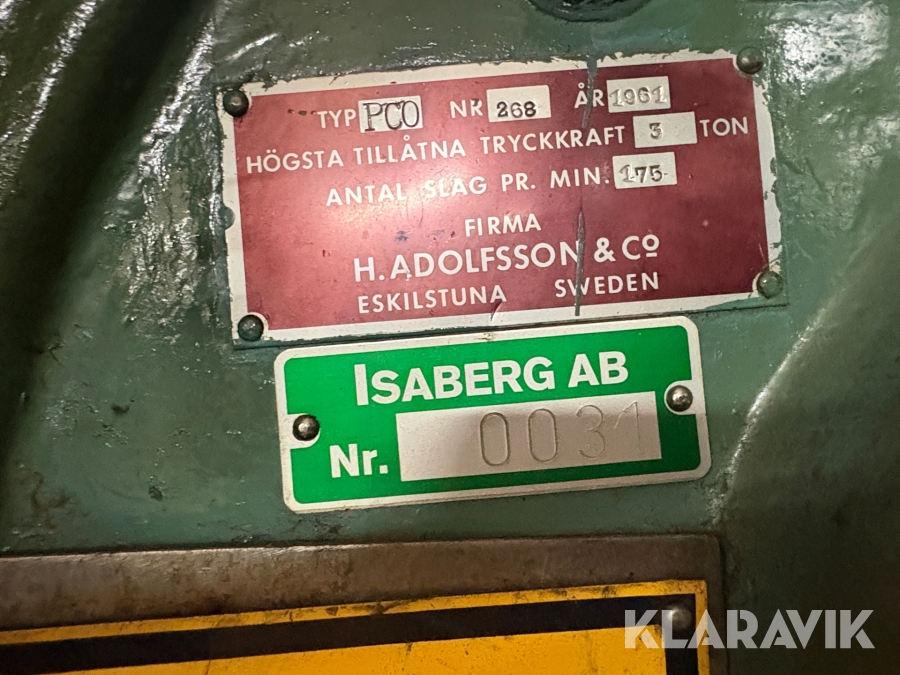 TYP PCO NR 268 ÅR 1961
HÖGSTA TILLÅTNA TRYCKKRAFT 3 TON
ANTAL SLAG PR. MIN. 175
FIRMA
H. ADOLFSSON & Co
ESKILSTUNA SWEDEN
ISABERG AB
Nr. 0031
KLARAVIK